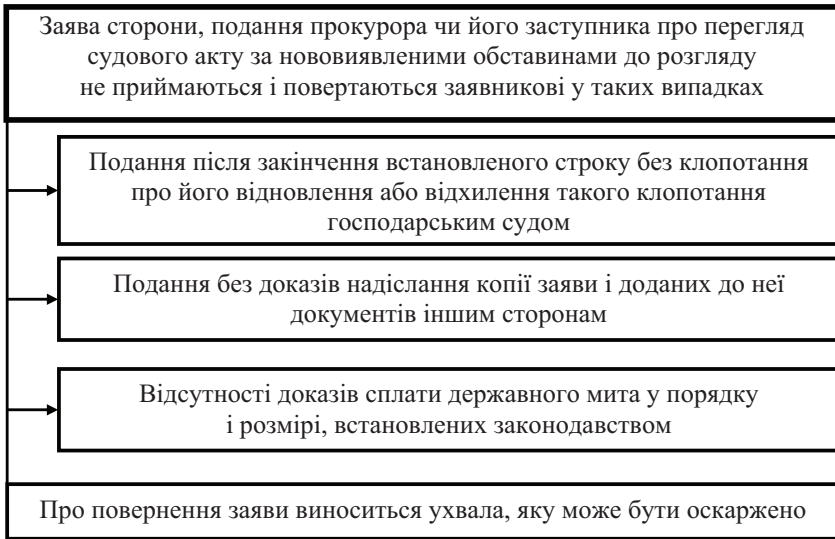 Заява сторони, подання прокурора чи його заступника про перегляд
судового акту за нововиявленими обставинами до розгляду
не приймаються і повертаються заявникові у таких випадках
Подання після закінчення встановленого строку без клопотання
про його відновлення або відхилення такого клопотання
господарським судом
Подання без доказів надіслання копії заяви і доданих до неї
документів іншим сторонам
Відсутності доказів сплати державного мита у порядку
і розмірі, встановлених законодавством
Про повернення заяви виноситься ухвала, яку може бути оскаржено